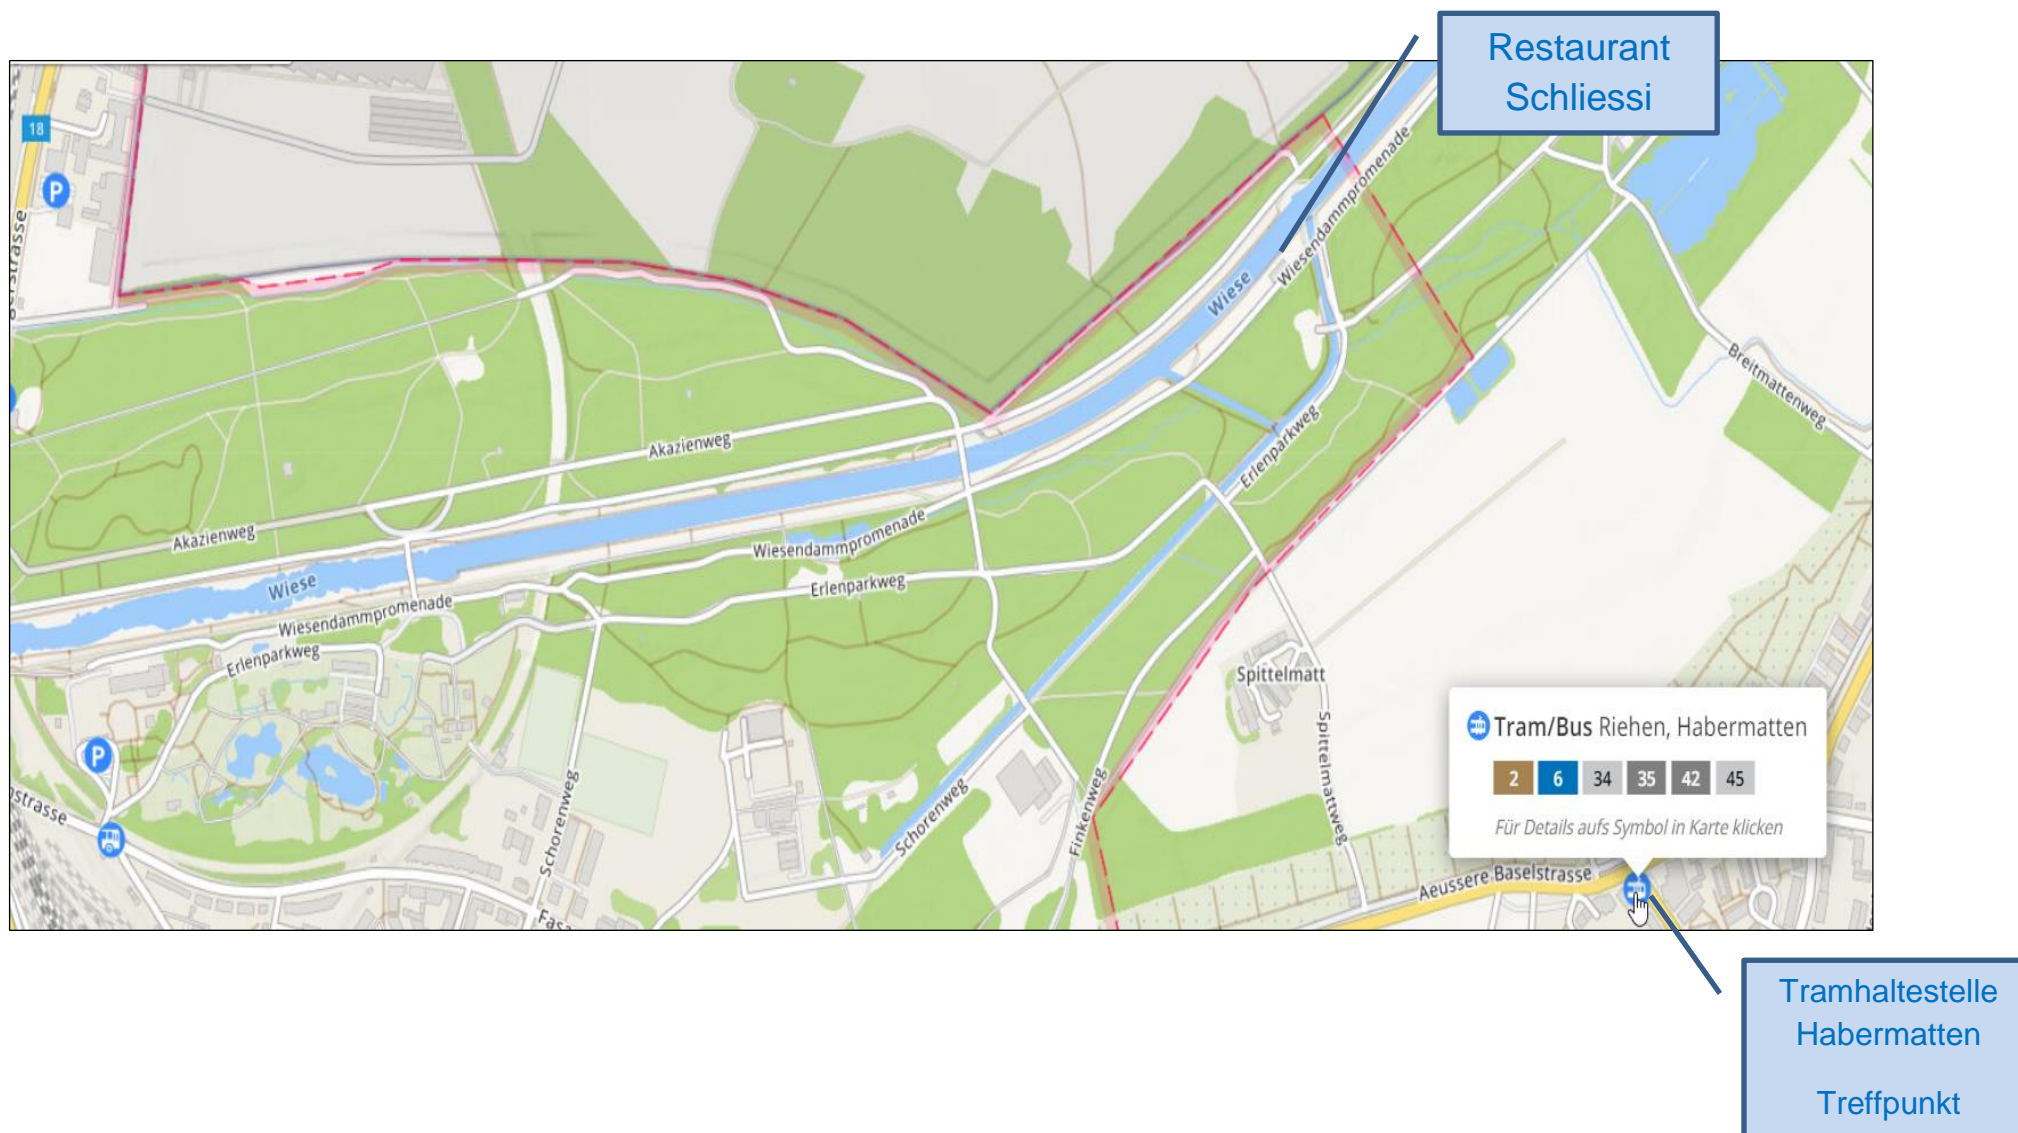 Restaurant
Schliessi
18
P
Wiesendammpromenade
Wiese
Wiesendammpromenade
Breitmattenweg
Akazienweg
Erlenparkweg
Akazienweg
Wiesendammpromenade
Wiese
Erlenparkweg
Wiesendammpromenade
Erlenparkweg
Spittelmatt
Spittelmattweg
Tram/Bus Riehen, Habermatten
2 6 34 35 42 45
Für Details aufs Symbol in Karte klicken
P
strasse
Schorenweg
Schorenweg
Finkenweg
Aeussere Baselstrasse
Fasa
Tramhaltestelle
Habermatten
Treffpunkt